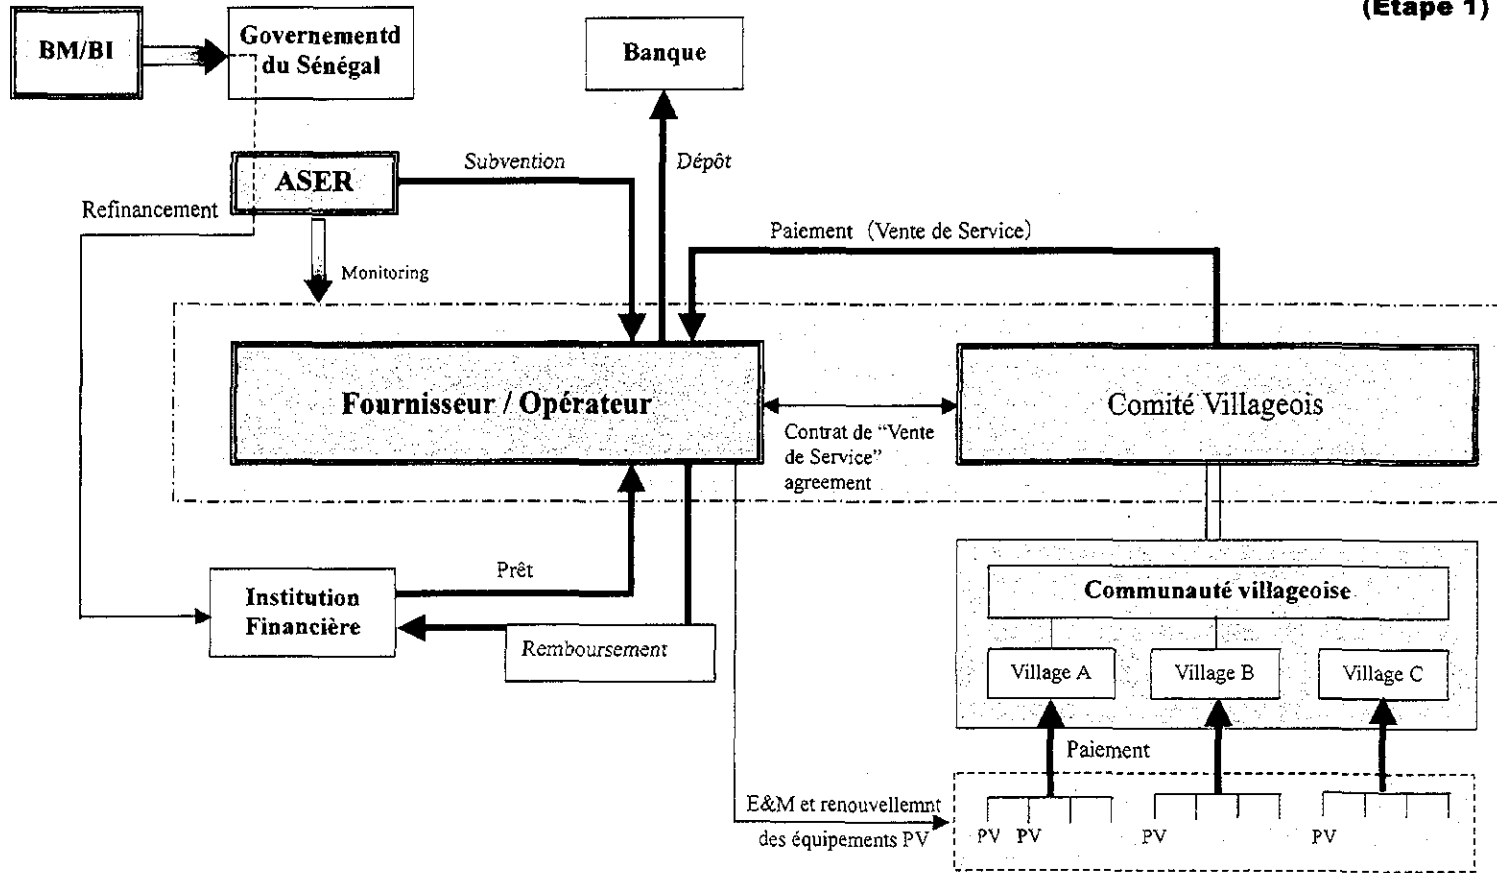 (Etape 1)
BM/BI
Governementd
du Sénégal
Banque
Subvention
Dépôt
ASER
Refinancement
Paiement (Vente de Service)
Monitoring
Fournisseur / Opérateur
Comité Villageois
Contrat de “Vente
de Service”
agreement
Prêt
Institution
Financière
Remboursement
Communauté villageoise
Village A
Village B
Village C
Paiement
E&M et renouvellemnt
des équipements PV
PV PV PV PV